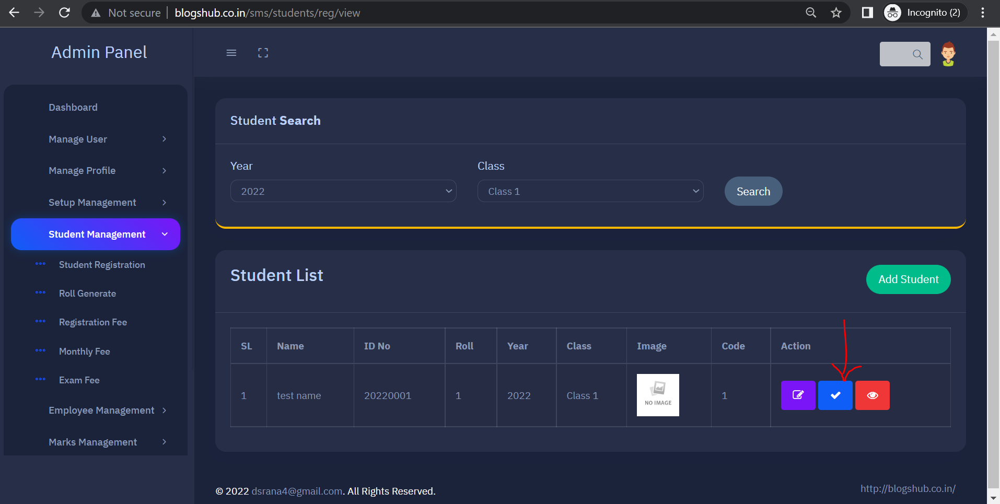 Not secure blogshub.co.in/sms/students/reg/view Incognito (2)
Admin Panel
Dashboard
Manage User
Manage Profile
Setup Management
Student Management
Student Registration
Roll Generate
Registration Fee
Monthly Fee
Exam Fee
Employee Management
Marks Management
Student Search
Year Class
2022 Class 1 Search
Student List
Add Student
SL Name ID No Roll Year Class Image Code Action
1 test name 20220001 1 2022 Class 1 NO IMAGE 1
© 2022 dsrana4@gmail.com. All Rights Reserved.
http://blogshub.co.in/